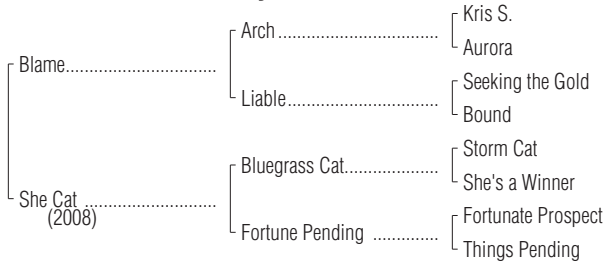 Kris S.
Arch ........................................
Aurora
Blame..............................
Seeking the Gold
Liable......................................
Bound
Storm Cat
Bluegrass Cat........................
She's a Winner
She Cat ..........................
(2008)
Fortunate Prospect
Fortune Pending .............
Things Pending